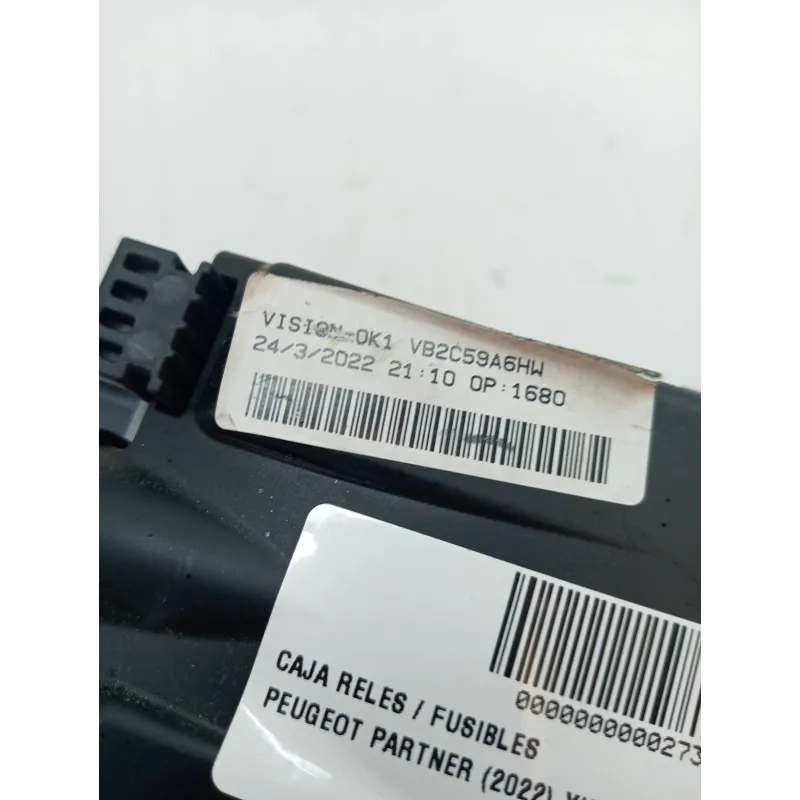 VISION-OK1 VB2C59A6HW
24/3/2022 21:10 OP:1680
0000000000273
CAJA RELES / FUSIBLES
PEUGEOT PARTNER (2022)